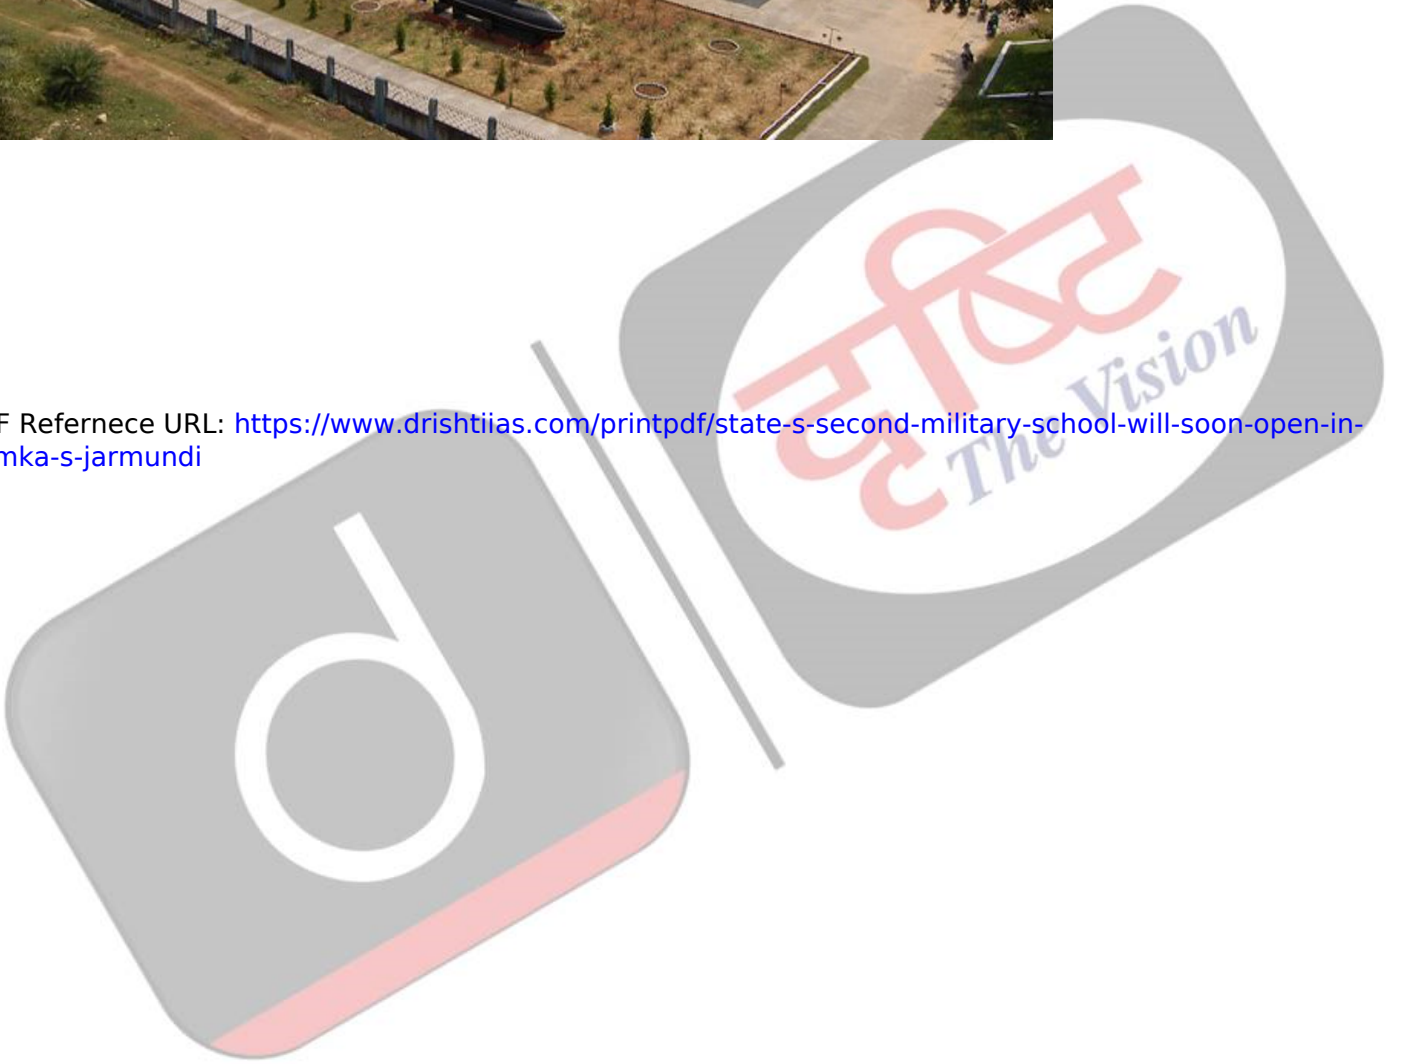 दृष्टि
The Vision
F Refernece URL: https://www.drishtiias.com/printpdf/state-s-second-military-school-will-soon-open-in-
mka-s-jarmundi
d